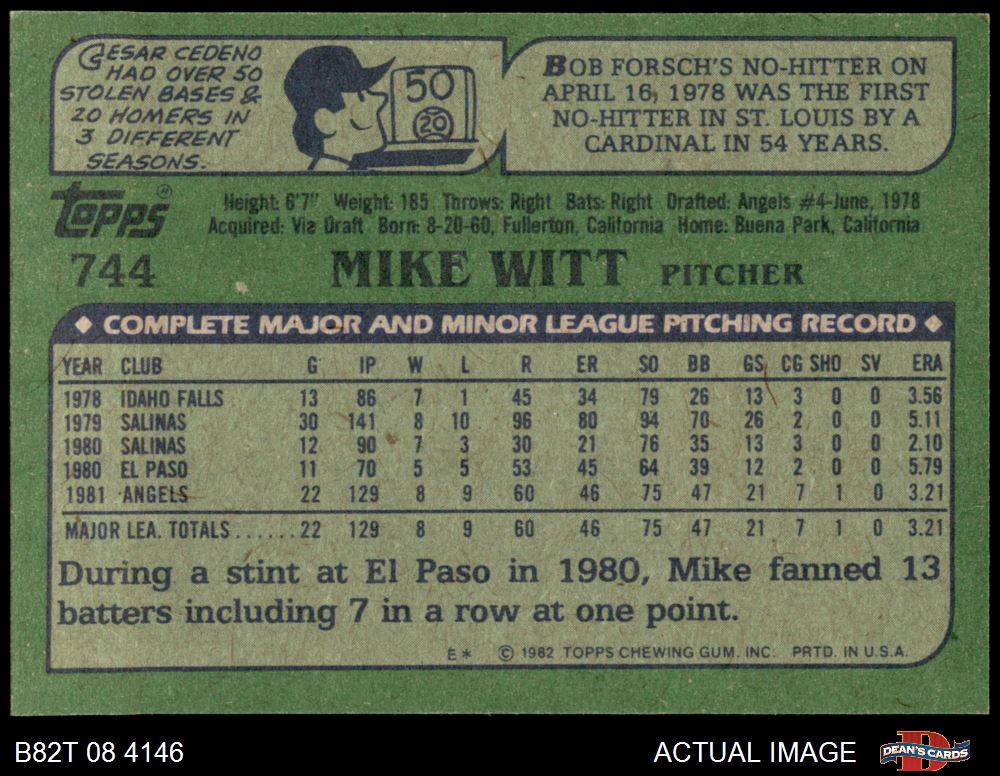 CESAR CEDENO
HAD OVER 50
STOLEN BASES &
20 HOMERS IN
3 DIFFERENT
SEASONS.
50
20
BOB FORSCH'S NO-HITTER ON
APRIL 16, 1978 WAS THE FIRST
NO-HITTER IN ST. LOUIS BY A
CARDINAL IN 54 YEARS.
topps ®
Height: 6'7" Weight: 185 Throws: Right Bats: Right Drafted: Angels #4-June, 1978
Acquired: Via Draft Born: 8-20-60, Fullerton, California Home: Buena Park, California
744 MIKE WITT PITCHER
◆ COMPLETE MAJOR AND MINOR LEAGUE PITCHING RECORD ◆
YEAR CLUB G IP W L R ER SO BB GS CG SHO SV ERA
1978 IDAHO FALLS 13 86 7 1 45 34 79 26 13 3 0 0 3.56
1979 SALINAS 30 141 8 10 96 80 94 70 26 2 0 0 5.11
1980 SALINAS 12 90 7 3 30 21 76 35 13 3 0 0 2.10
1980 EL PASO 11 70 5 5 53 45 64 39 12 2 0 0 5.79
1981 ANGELS 22 129 8 9 60 46 75 47 21 7 1 0 3.21
MAJOR LEA. TOTALS...... 22 129 8 9 60 46 75 47 21 7 1 0 3.21
During a stint at El Paso in 1980, Mike fanned 13
batters including 7 in a row at one point.
E* © 1982 TOPPS CHEWING GUM. INC. PRTD. IN U.S.A.
B82T 08 4146 ACTUAL IMAGE D DEAN'S CARDS